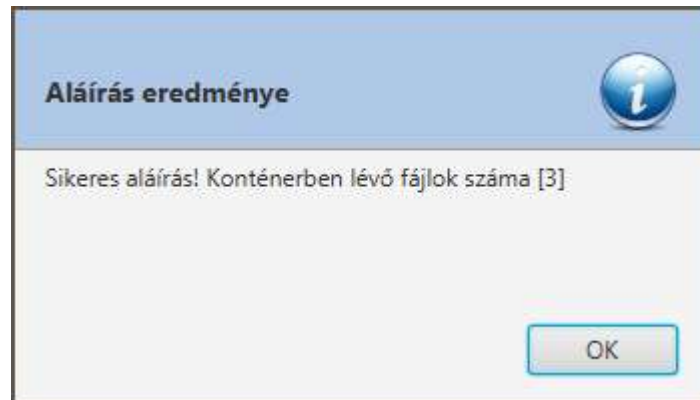 Aláírás eredménye
Sikeres aláírás! Konténerben lévő fájlok száma [3]
OK